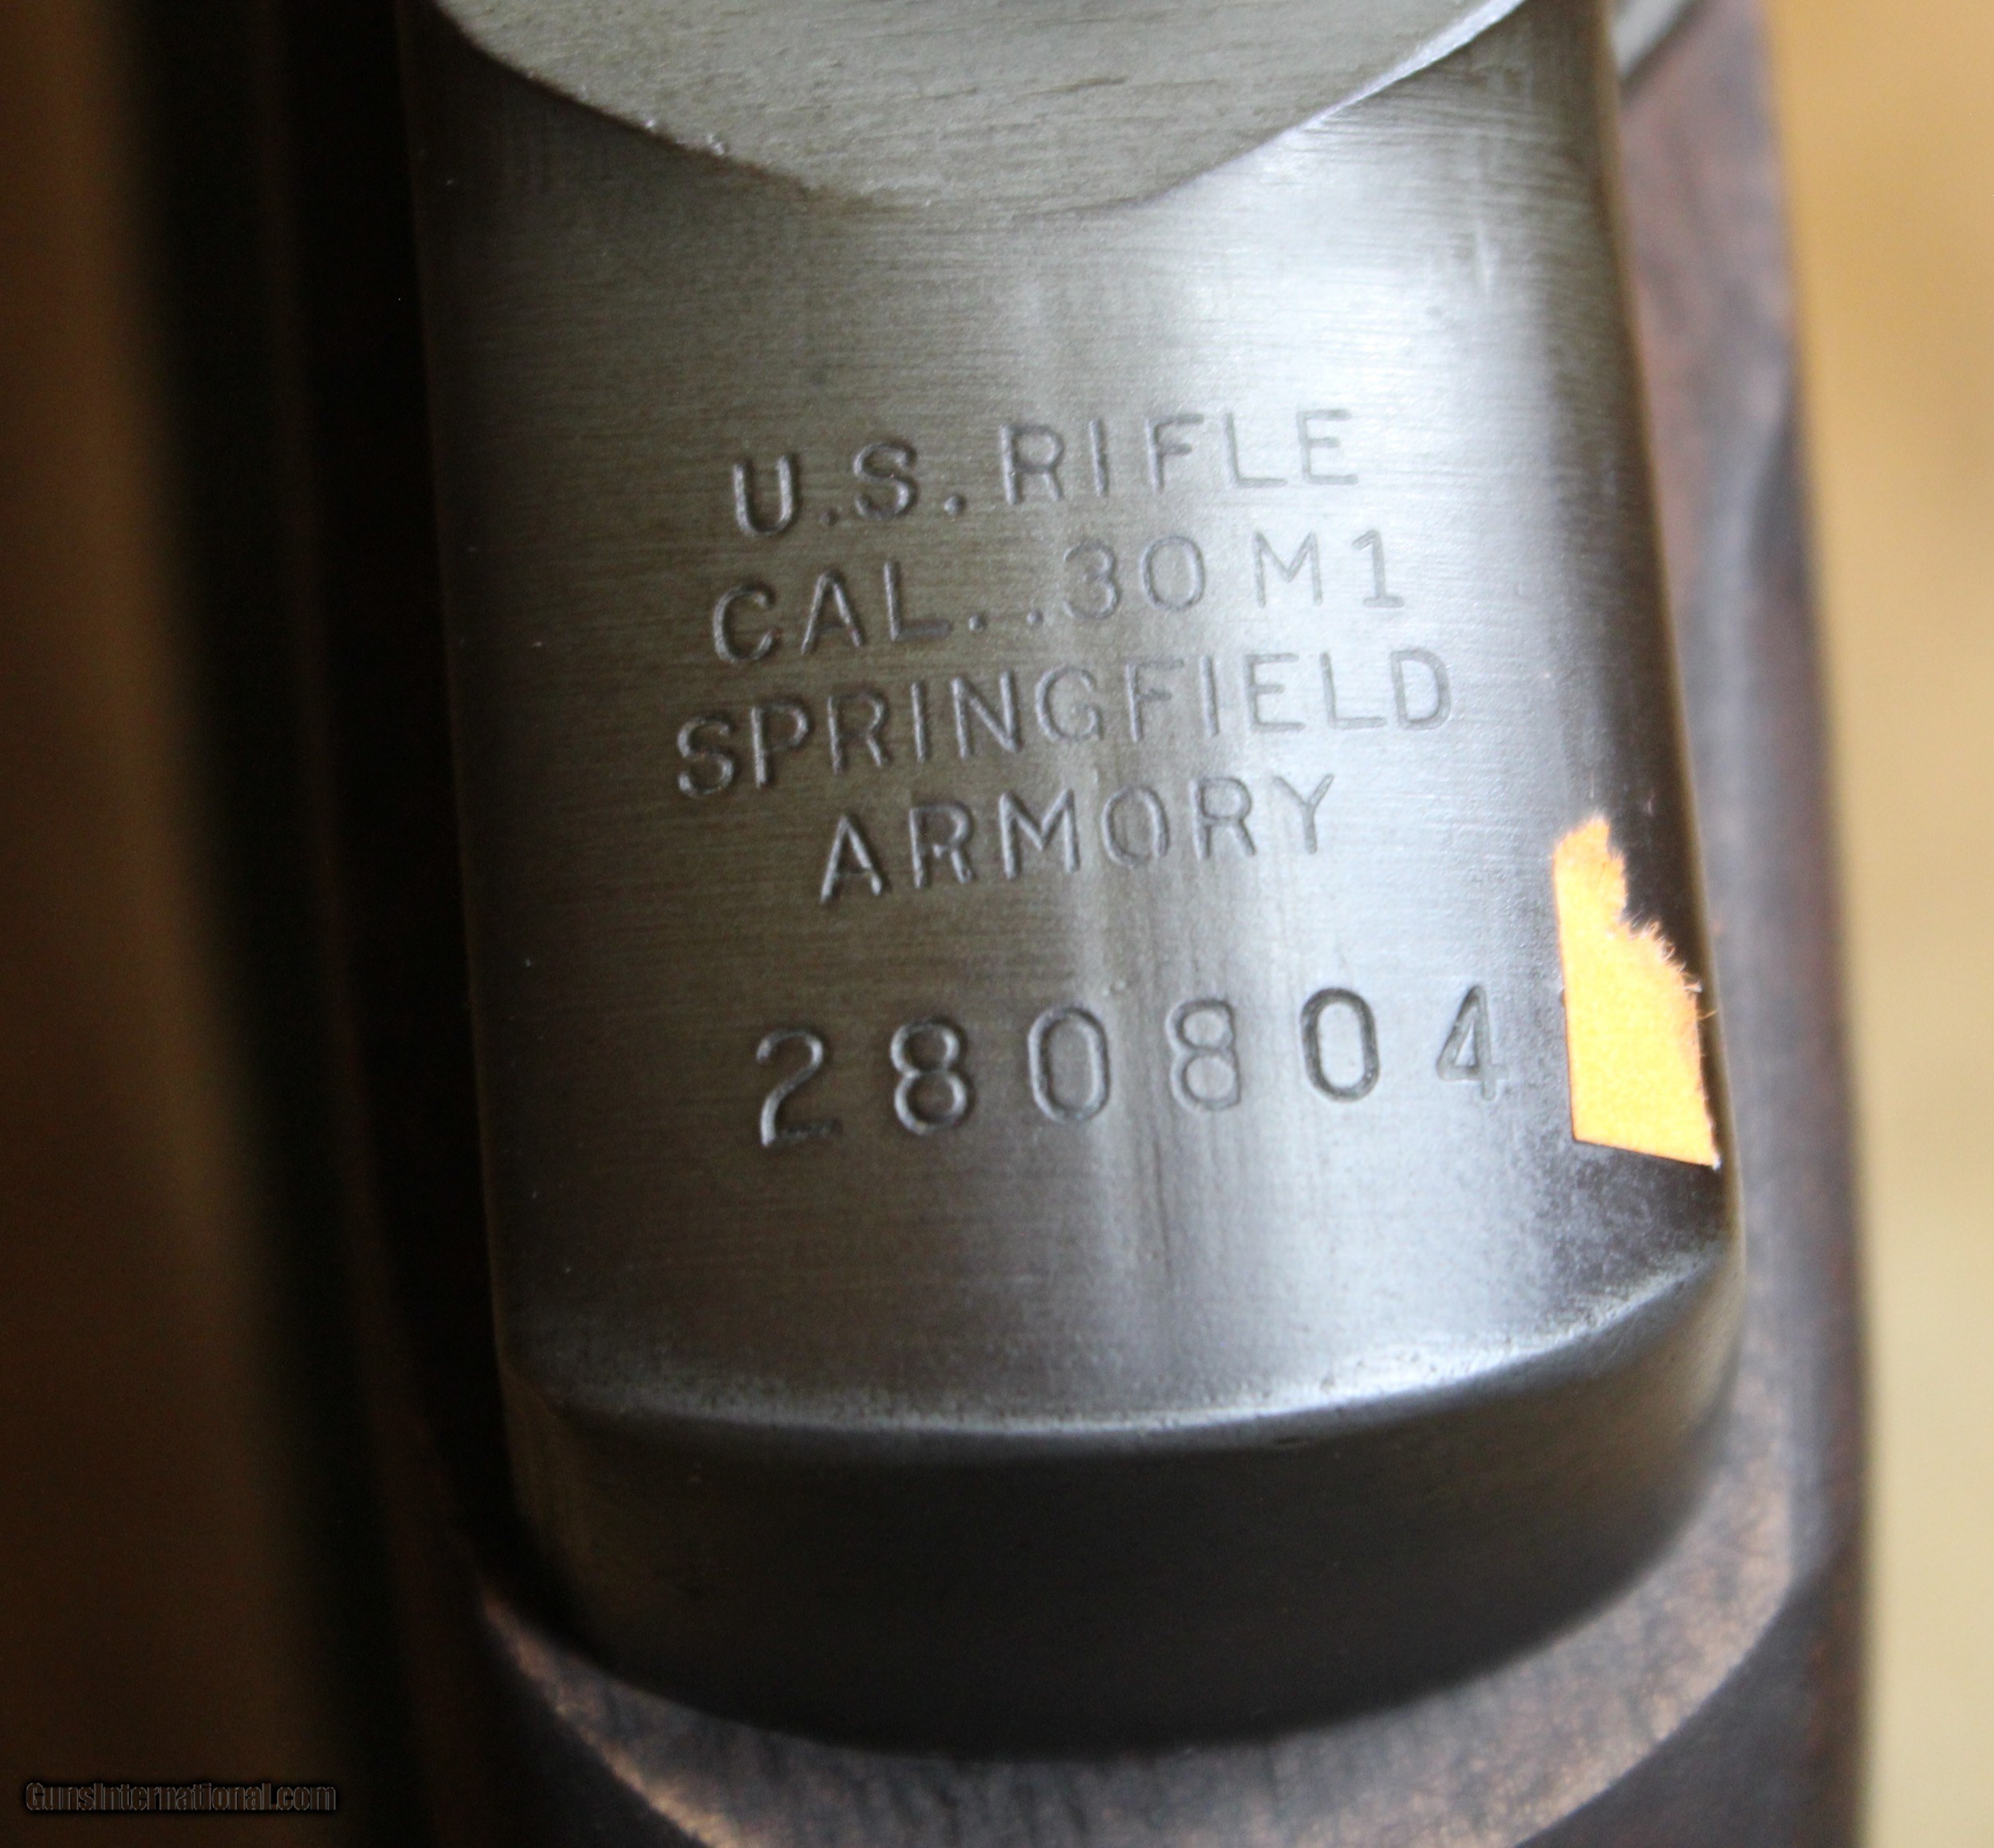 U.S. RIFLE
CAL. .30 M1
SPRINGFIELD
ARMORY
280804
GunsInternational.com